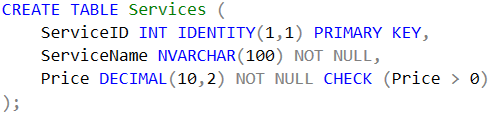 CREATE TABLE Services (
    ServiceID INT IDENTITY(1,1) PRIMARY KEY,
    ServiceName NVARCHAR(100) NOT NULL,
    Price DECIMAL(10,2) NOT NULL CHECK (Price > 0)
);